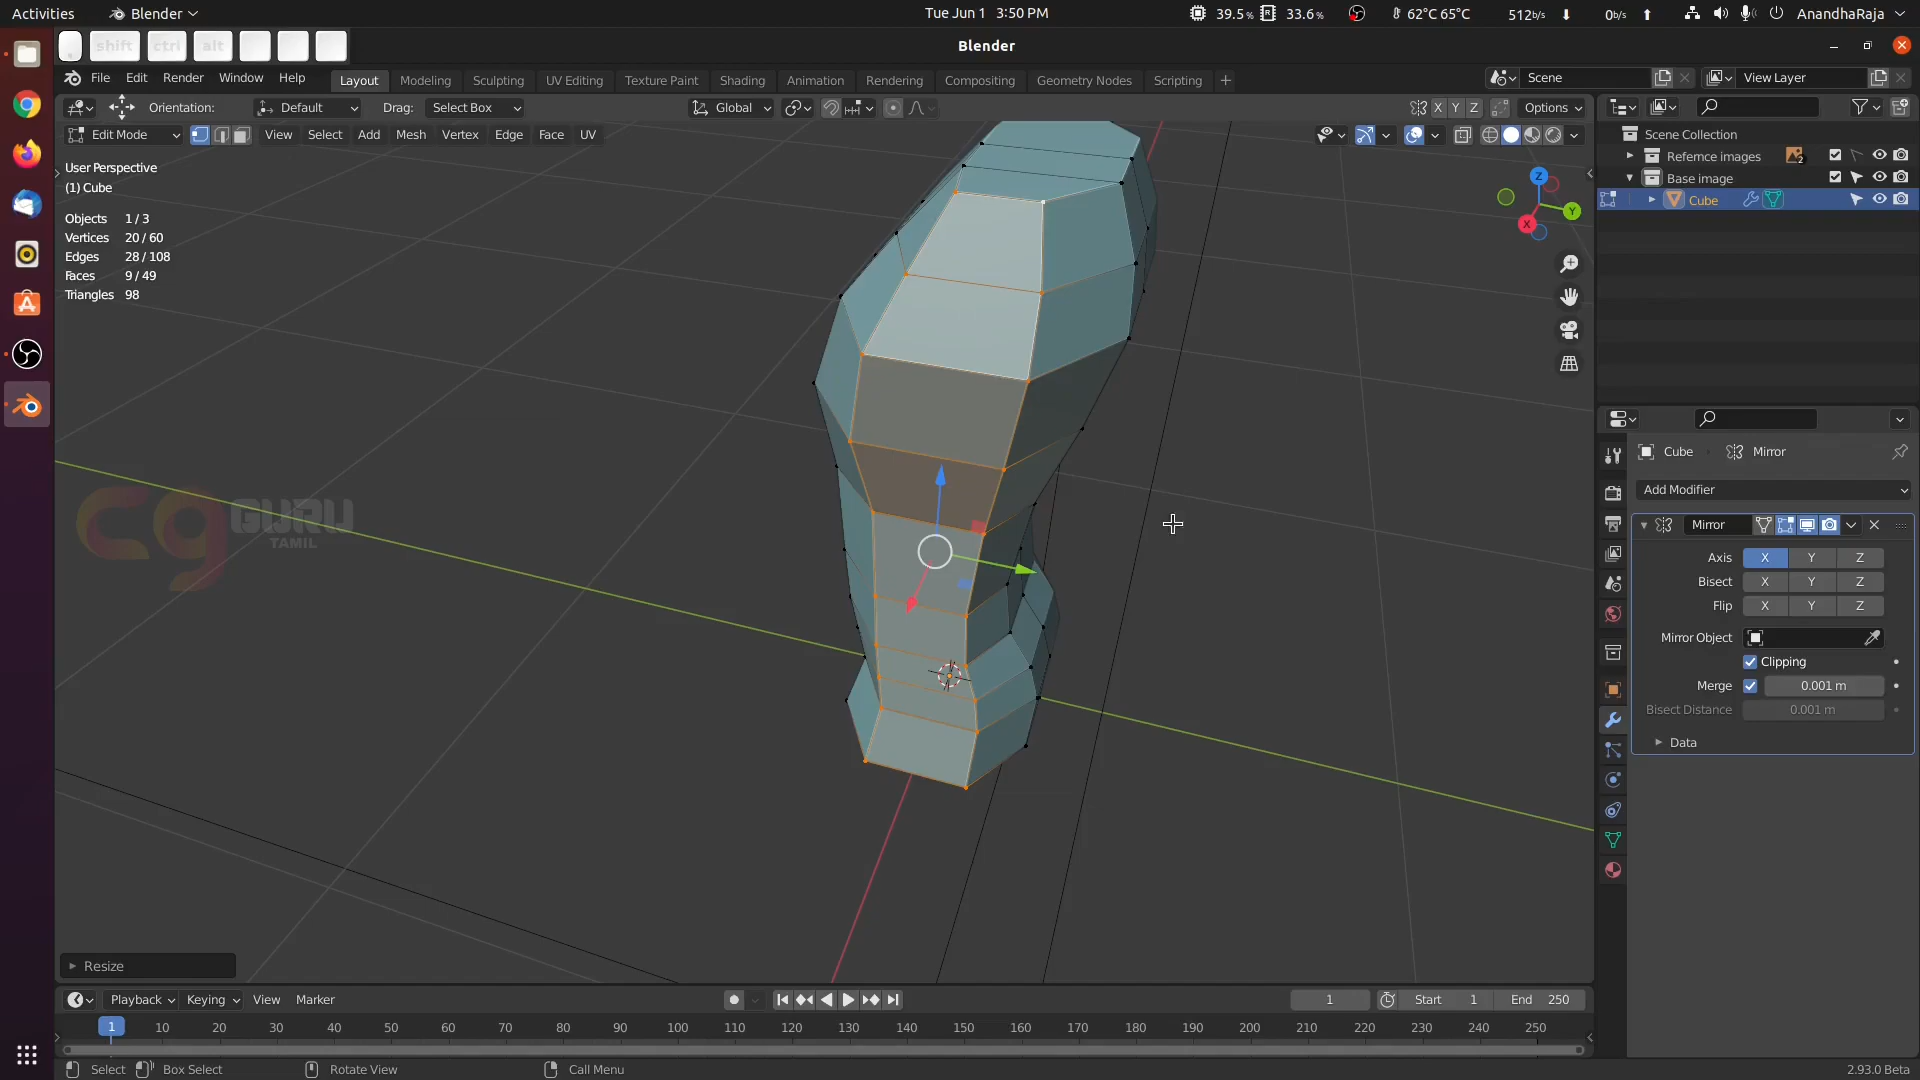 Activities Blender Tue Jun 1 3:50 PM 39.5% 33.6% 62°C 65°C 512b/s 0b/s AnandhaRaja
shift ctrl alt Blender
File Edit Render Window Help Layout Modeling Sculpting UV Editing Texture Paint Shading Animation Rendering Compositing Geometry Nodes Scripting + Scene View Layer
Orientation: Default Drag: Select Box Global X Y Z Options
Edit Mode View Select Add Mesh Vertex Edge Face UV
Scene Collection
Refernce images 2
Base image
Cube
User Perspective
(1) Cube
Objects 1 / 3
Vertices 20 / 60
Edges 28 / 108
Faces 9 / 49
Triangles 98
Z
Y
X
Cube Mirror
Add Modifier
Mirror
Axis X Y Z
Bisect X Y Z
Flip X Y Z
Mirror Object
Clipping
Merge 0.001 m
Bisect Distance 0.001 m
Data
cg GURU
TAMIL
Resize
Playback Keying View Marker 1 Start 1 End 250
1 10 20 30 40 50 60 70 80 90 100 110 120 130 140 150 160 170 180 190 200 210 220 230 240 250
Select Box Select Rotate View Call Menu 2.93.0 Beta